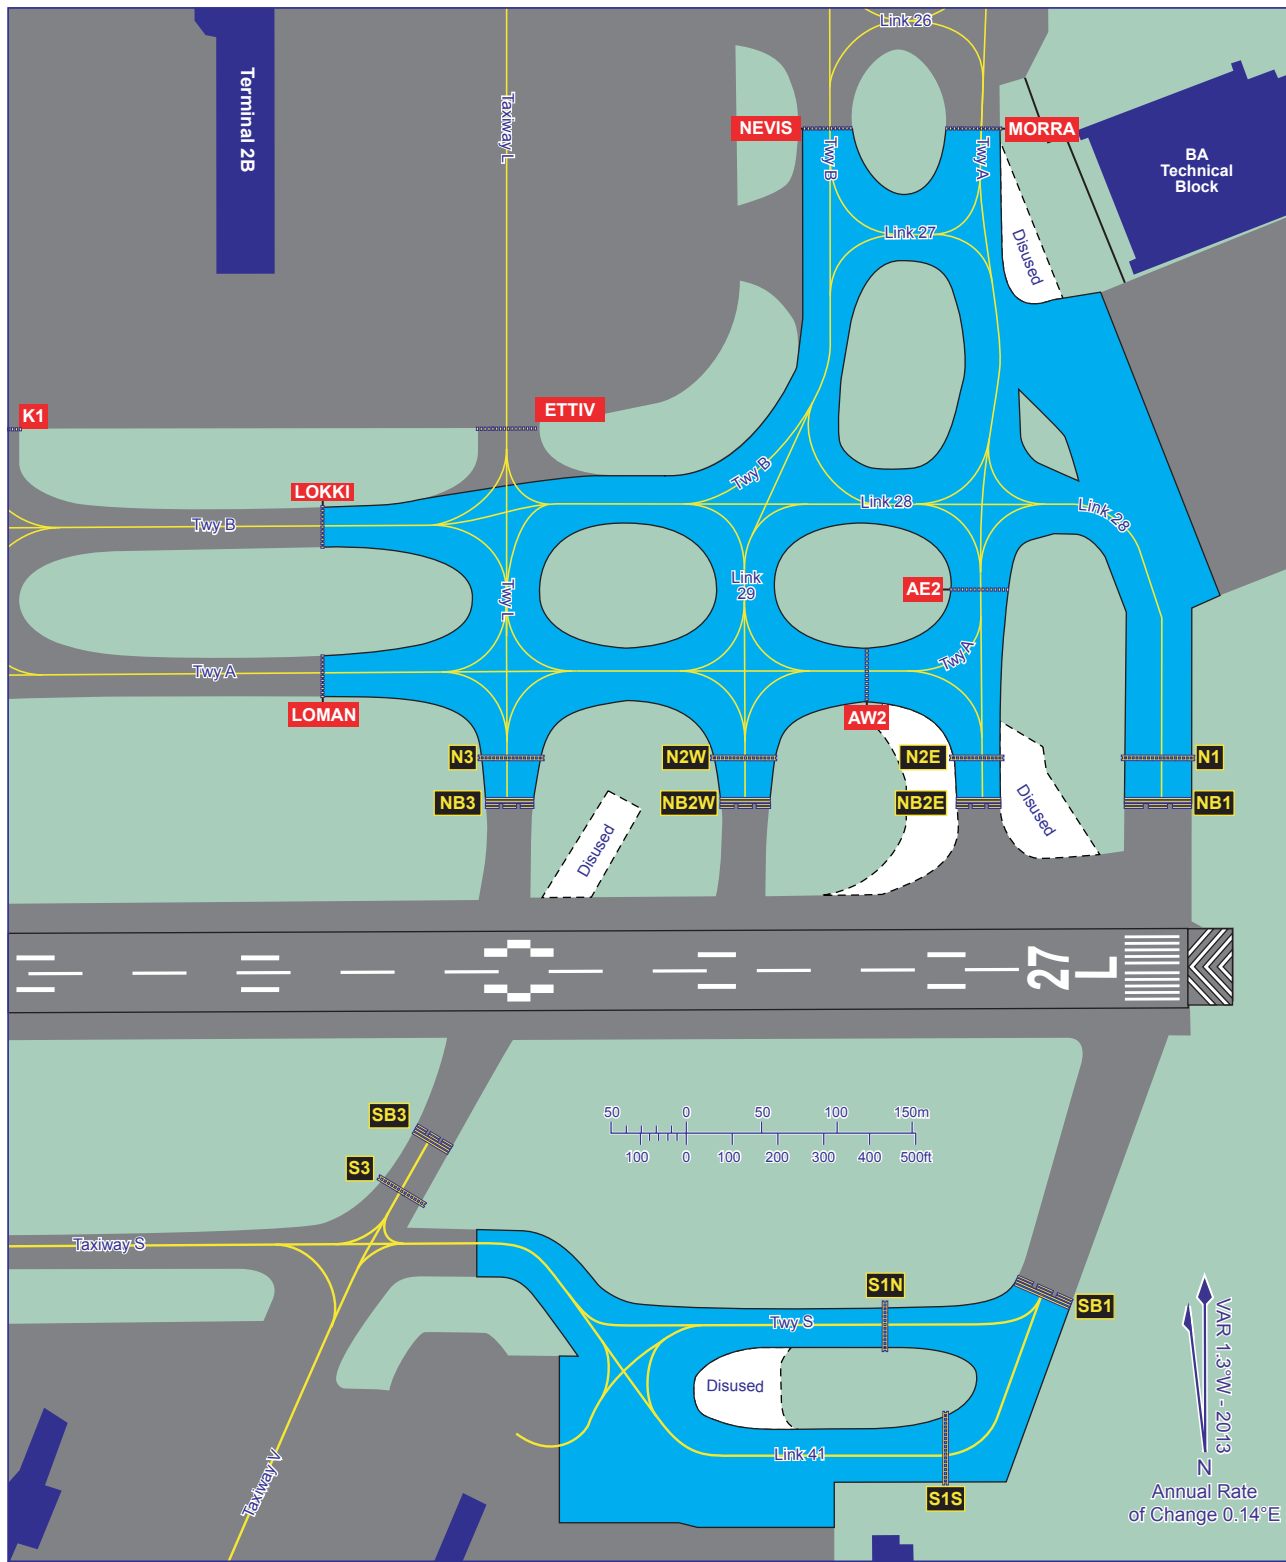 Link 26
Terminal 2B
Taxiway L
NEVIS
MORRA
Twy B
Twy A
BA
Technical
Block
Link 27
Disused
K1
ETTIV
Twy B
LOKKI
Link 28
Link 28
Twy B
Link
29
AE2
Twy L
Twy A
Twy A
LOMAN
AW2
N3
N2W
N2E
N1
NB3
NB2W
NB2E
NB1
Disused
Disused
27
L
SB3
50 0 50 100 150m
100 0 100 200 300 400 500ft
S3
Taxiway S
S1N
SB1
Twy S
VAR 1.3°W - 2013
Disused
Link 41
N
Taxiway V
S1S
Annual Rate
of Change 0.14°E